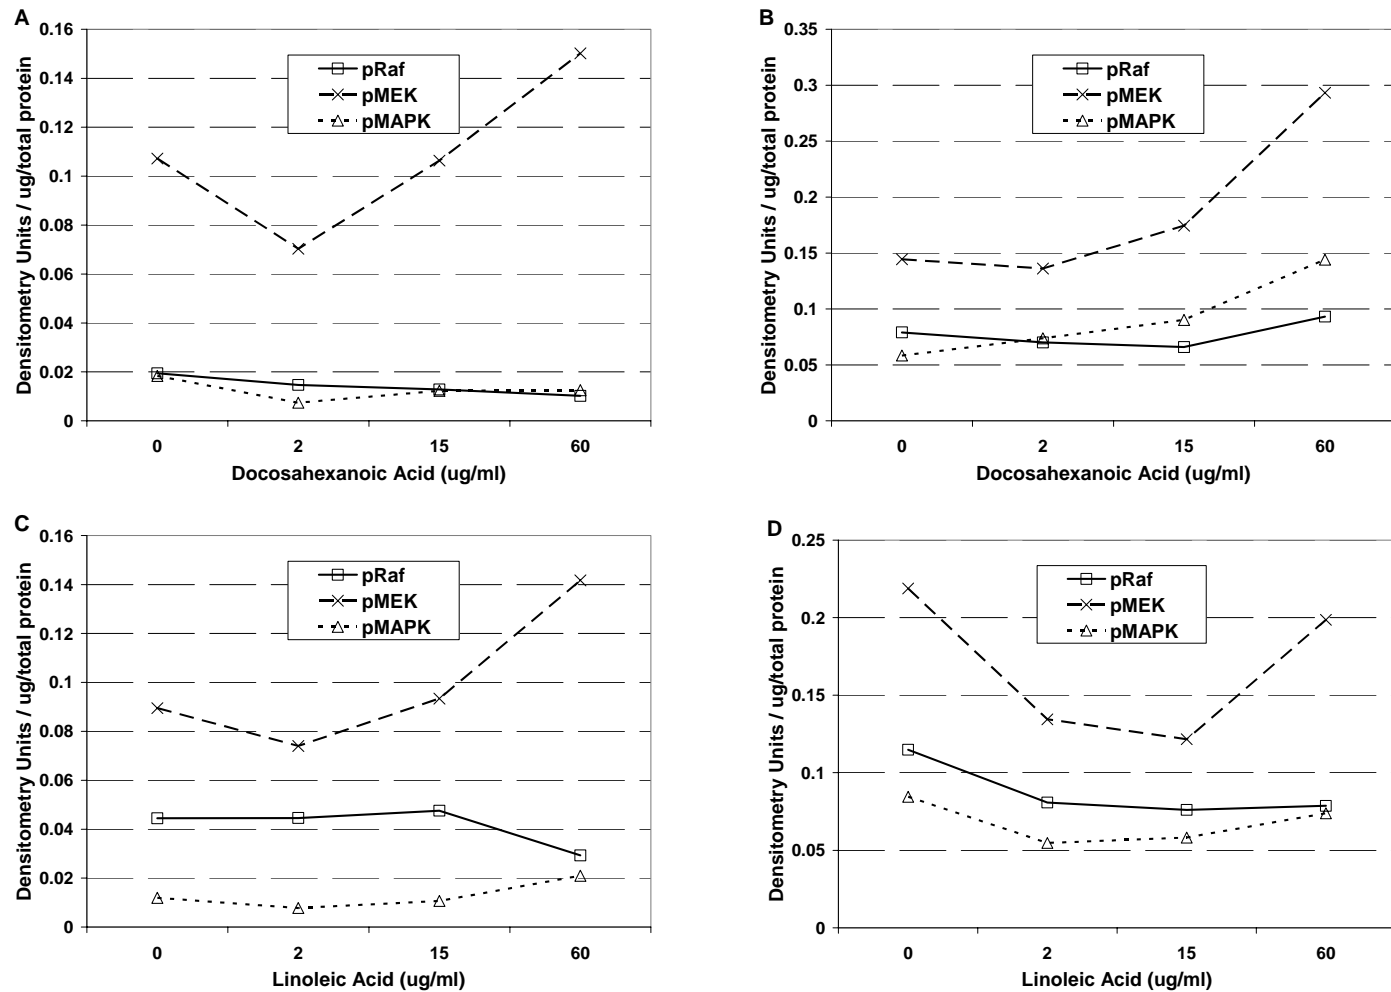 A
Densitometry Units / ug/total protein
0.16
0.14
0.12
0.1
0.08
0.06
0.04
0.02
0
pRaf
pMEK
pMAPK
0 2 15 60
Docosahexanoic Acid (ug/ml)
B
Densitometry Units / ug/total protein
0.35
0.3
0.25
0.2
0.15
0.1
0.05
0
pRaf
pMEK
pMAPK
0 2 15 60
Docosahexanoic Acid (ug/ml)
C
Densitometry Units / ug/total protein
0.16
0.14
0.12
0.1
0.08
0.06
0.04
0.02
0
pRaf
pMEK
pMAPK
0 2 15 60
Linoleic Acid (ug/ml)
D
Densitometry Units / ug/total protein
0.25
0.2
0.15
0.1
0.05
0
pRaf
pMEK
pMAPK
0 2 15 60
Linoleic Acid (ug/ml)